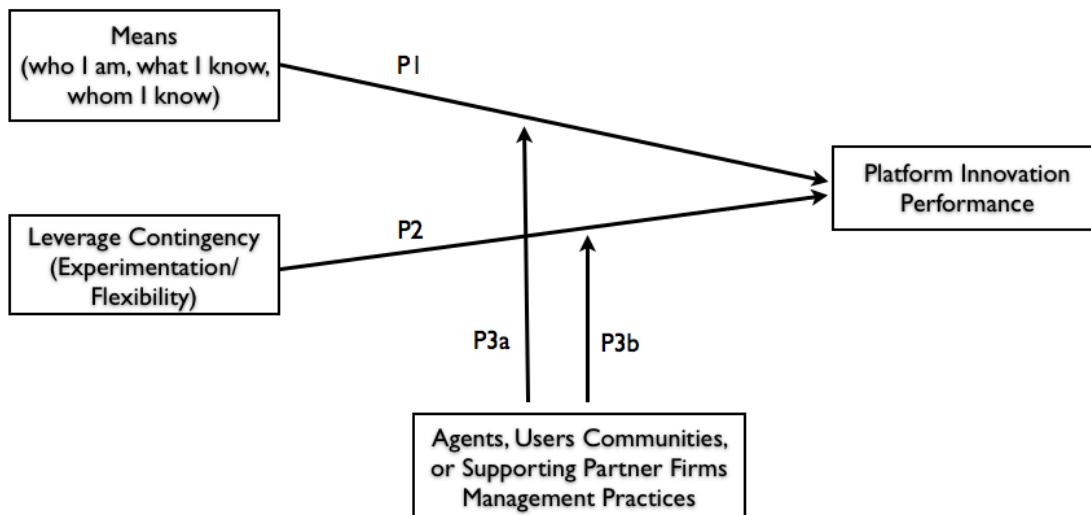 Means
(who I am, what I know,
whom I know)
P1
Platform Innovation
Performance
Leverage Contingency
(Experimentation/
Flexibility)
P2
P3a
P3b
Agents, Users Communities,
or Supporting Partner Firms
Management Practices